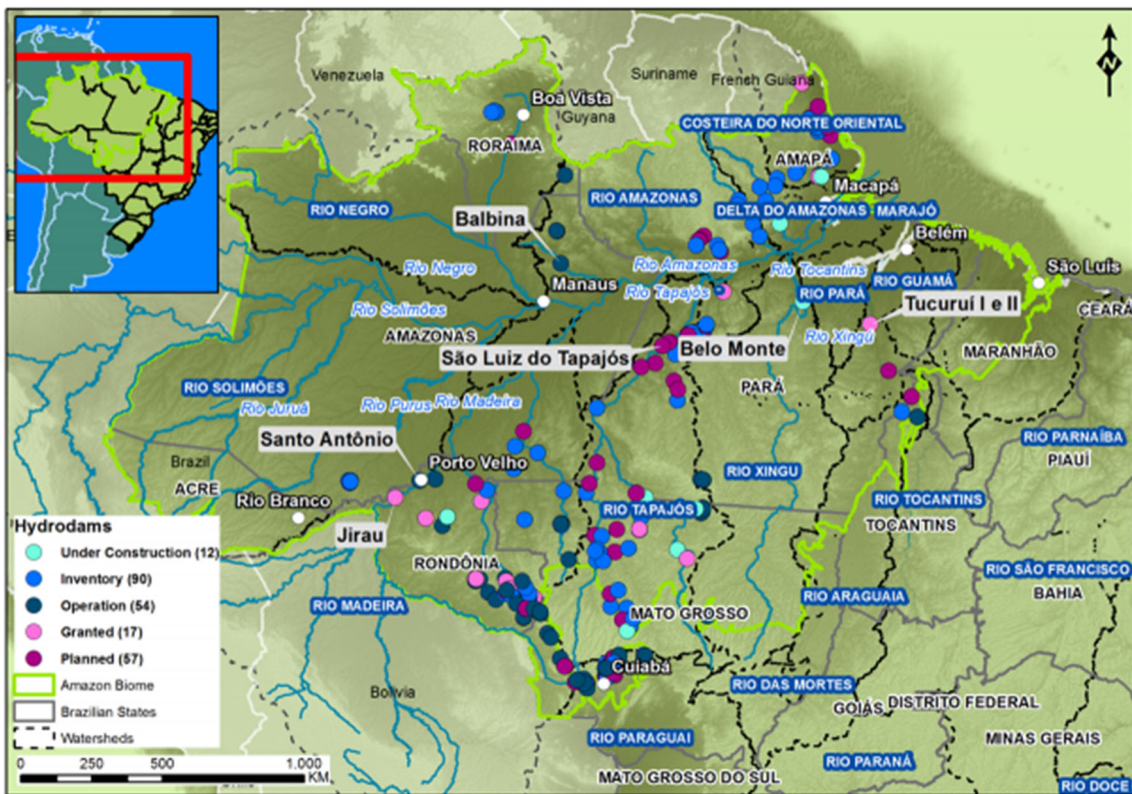 N
Venezuela
Suriname
French Guiana
Guyana
Boa Vista
COSTEIRA DO NORTE ORIENTAL
RORAIMA
AMAPÁ
Macapá
RIO NEGRO
RIO AMAZONAS
Balbina
DELTA DO AMAZONAS
MARAJÓ
Belém
Rio Negro
Rio Amazonas
Rio Tocantins
São Luís
Manaus
Rio Tapajós
RIO PARÁ
RIO GUAMÁ
CEARÁ
Rio Solimões
Tucuruí I e II
AMAZONAS
Rio Xingú
São Luiz do Tapajós
Belo Monte
MARANHÃO
RIO SOLIMÕES
PARÁ
Rio Juruá
Rio Purus
Rio Madeira
Santo Antônio
RIO PARNAÍBA
PIAUÍ
Brazil
Porto Velho
RIO XINGU
ACRE
Rio Branco
RIO TOCANTINS
RIO TAPAJÓS
TOCANTINS
Jirau
RONDÔNIA
RIO SÃO FRANCISCO
BAHIA
RIO MADEIRA
RIO ARAGUAIA
MATO GROSSO
Cuiabá
Bolivia
RIO DAS MORTES
GOIÁS
DISTRITO FEDERAL
RIO PARAGUAI
MINAS GERAIS
RIO PARANÁ
MATO GROSSO DO SUL
RIO DOCE
Hydrodams
Under Construction (12)
Inventory (90)
Operation (54)
Granted (17)
Planned (57)
Amazon Biome
Brazilian States
Watersheds
0
500
1.000
KM